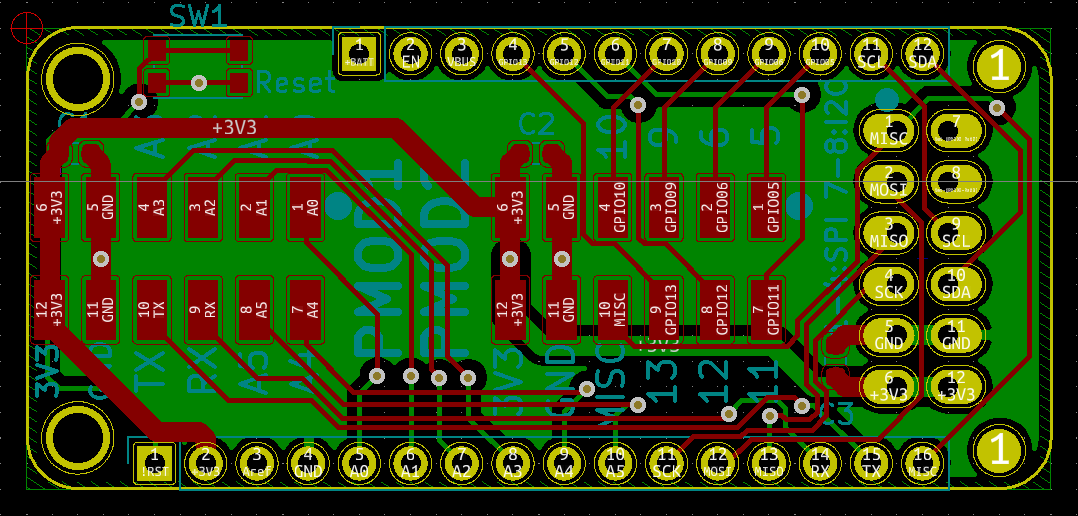 SW1
Reset
1 2 3 4 5 6 7 8 9 10 11 12
+BATT EN VBUS GPIO13 GPIO12 GPIO11 GPIO10 GPIO09 GPIO06 GPIO05 SCL SDA
+3V3
C2
10 9 6 5
1 MISC
2 MOSI
3 MISO
4 SCK
5 GND
6 +3V3
7
8
9 SCL
10 SDA
11 GND
12 +3V3
6 +3V3
5 GND
4 A3
3 A2
2 A1
1 A0
6 +3V3
5 GND
4 GPIO10
3 GPIO09
2 GPIO06
1 GPIO05
PMOD1
PMOD2
12 +3V3
11 GND
10 TX
9 RX
8 A5
7 A4
12 +3V3
11 GND
10 MISC
9 GPIO13
8 GPIO12
7 GPIO11
+3V3
3V3 TX RX A5 A4
3V3 GND MISC 13 12 11
1 2 3 4 5 6 7 8 9 10 11 12 13 14 15 16
!RST +3V3 Aref GND A0 A1 A2 A3 A4 A5 SCK MOSI MISO RX TX MISC
1
1